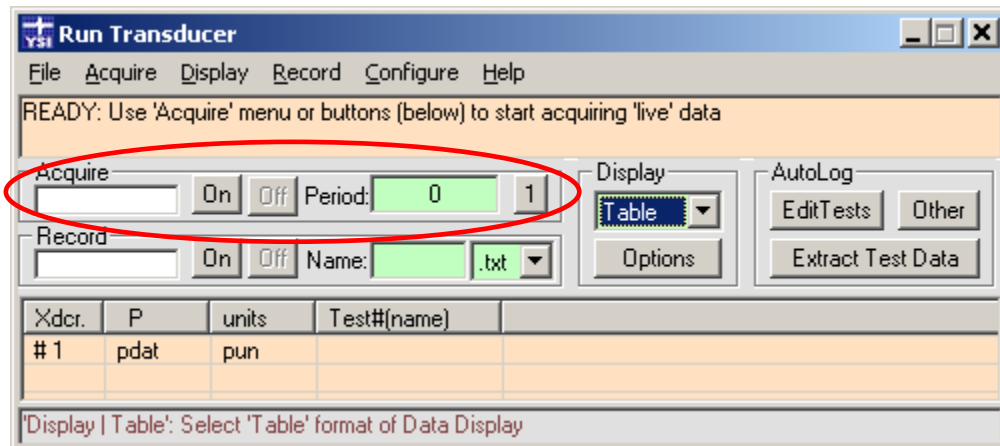 YSI Run Transducer
File Acquire Display Record Configure Help
READY: Use 'Acquire' menu or buttons (below) to start acquiring 'live' data
Acquire
On Off Period: 0 1
Record
On Off Name: .txt
Display
Table
Options
AutoLog
EditTests Other
Extract Test Data
Xdcr. P units Test#(name)
# 1 pdat pun
'Display | Table': Select 'Table' format of Data Display